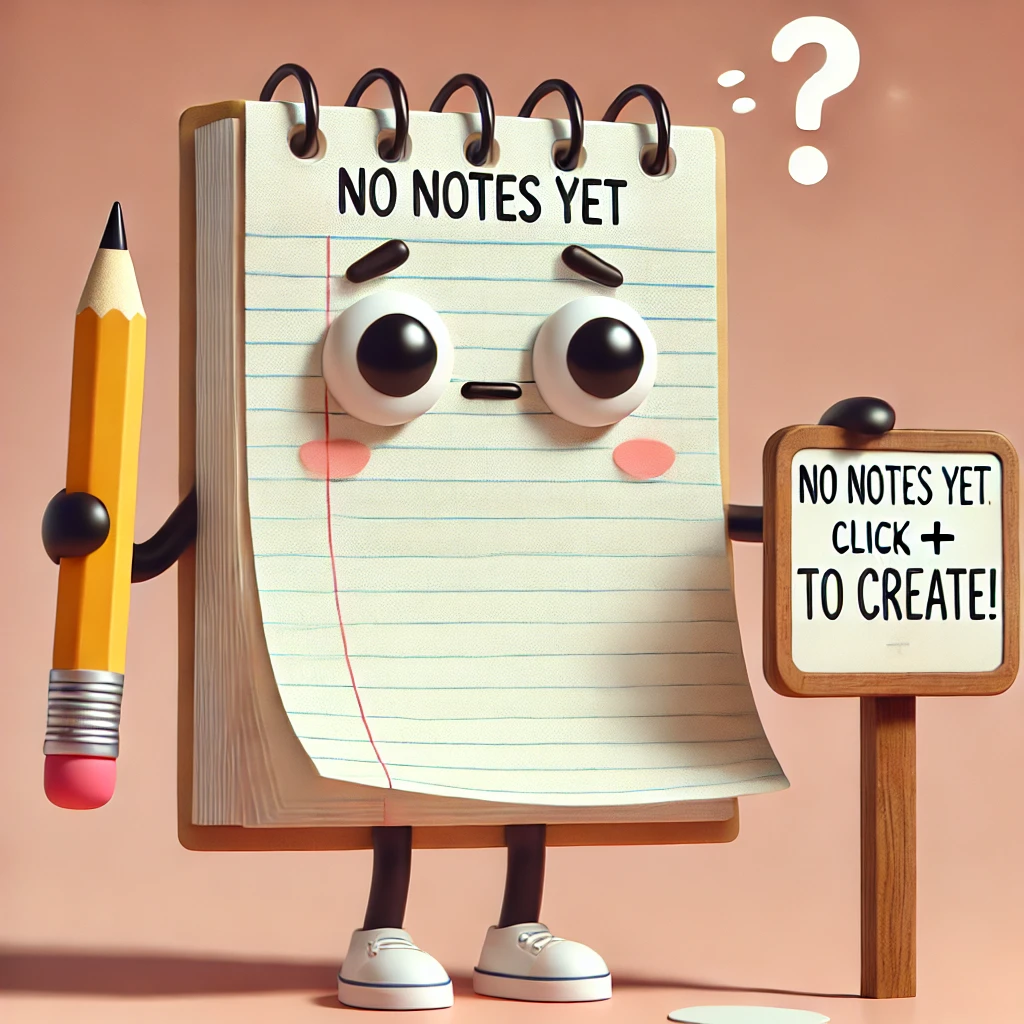 ?
NO NOTES YET
NO NOTES YET.
CLICK +
TO CREATE!